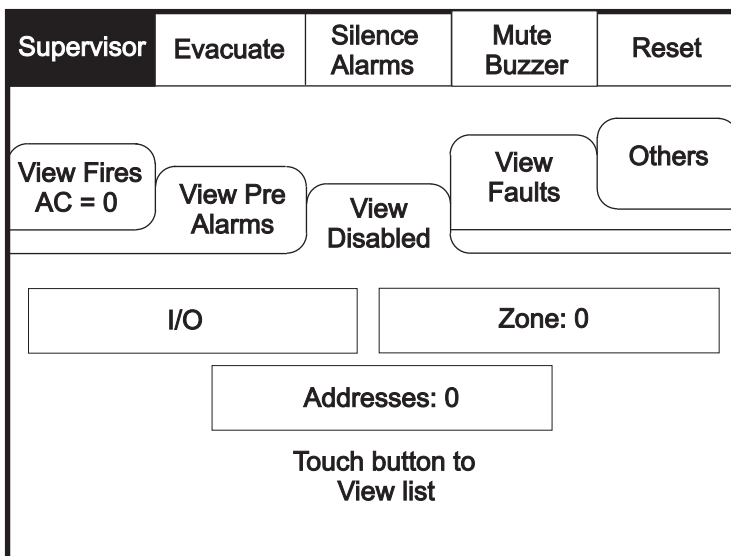 Supervisor
Evacuate
Silence
Alarms
Mute
Buzzer
Reset
View Fires
AC = 0
View Pre
Alarms
View
Disabled
View
Faults
Others
I/O
Zone: 0
Addresses: 0
Touch button to
View list